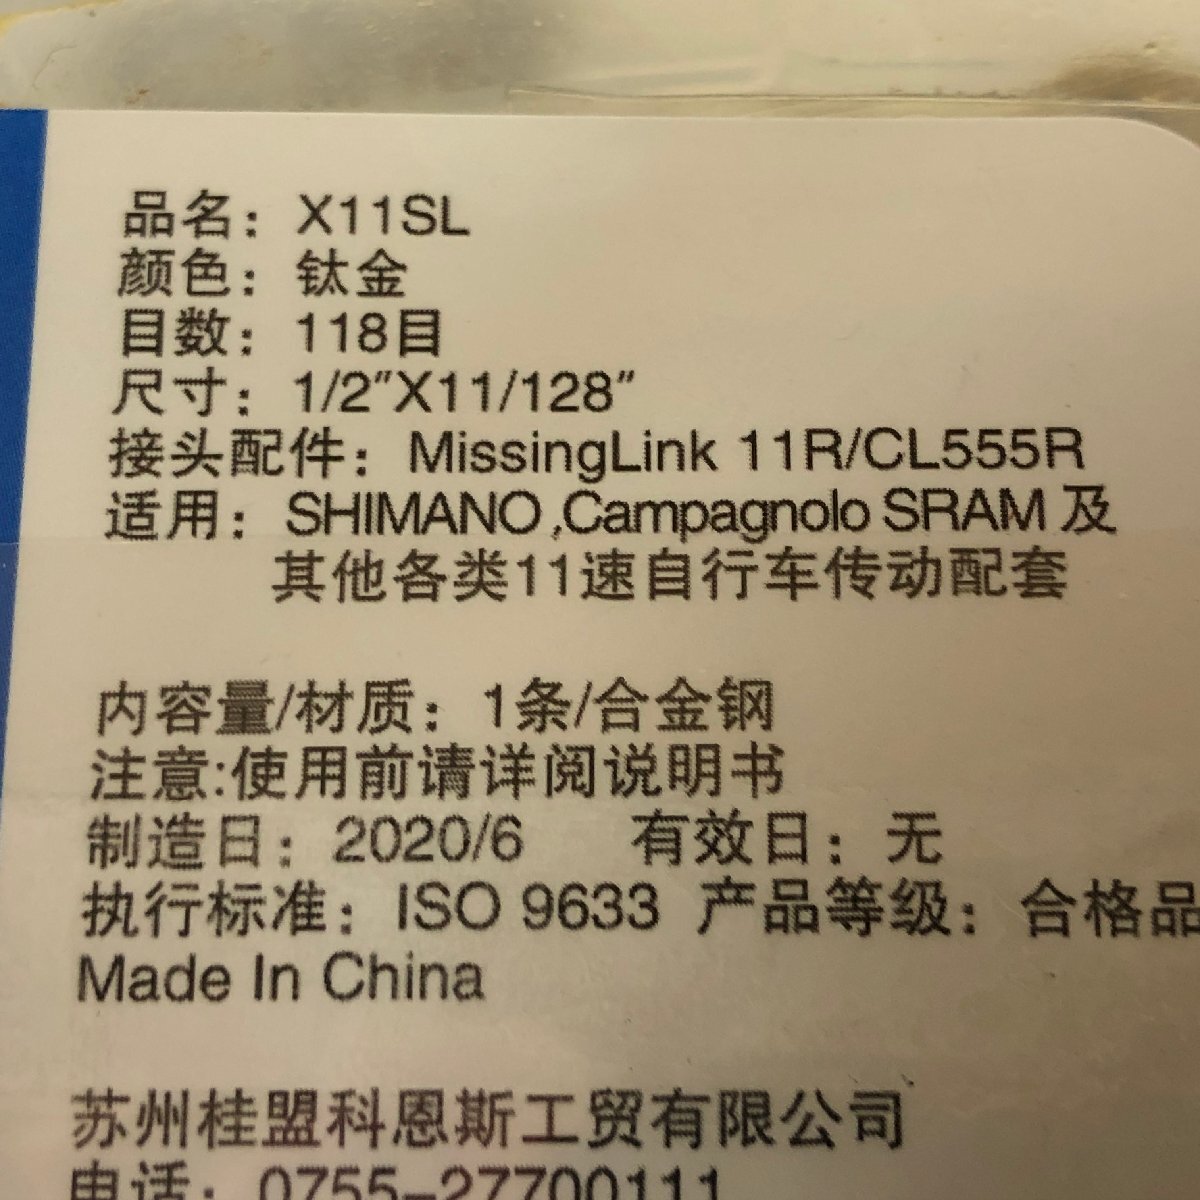 品名：X11SL
颜色：钛金
目数：118目
尺寸：1/2"X11/128"
接头配件：MissingLink 11R/CL555R
适用：SHIMANO ,Campagnolo SRAM 及
其他各类11速自行车传动配套
内容量/材质：1条/合金钢
注意:使用前请详阅说明书
制造日：2020/6 有效日：无
执行标准：ISO 9633 产品等级：合格品
Made In China
苏州桂盟科恩斯工贸有限公司
电话：0755-27700111